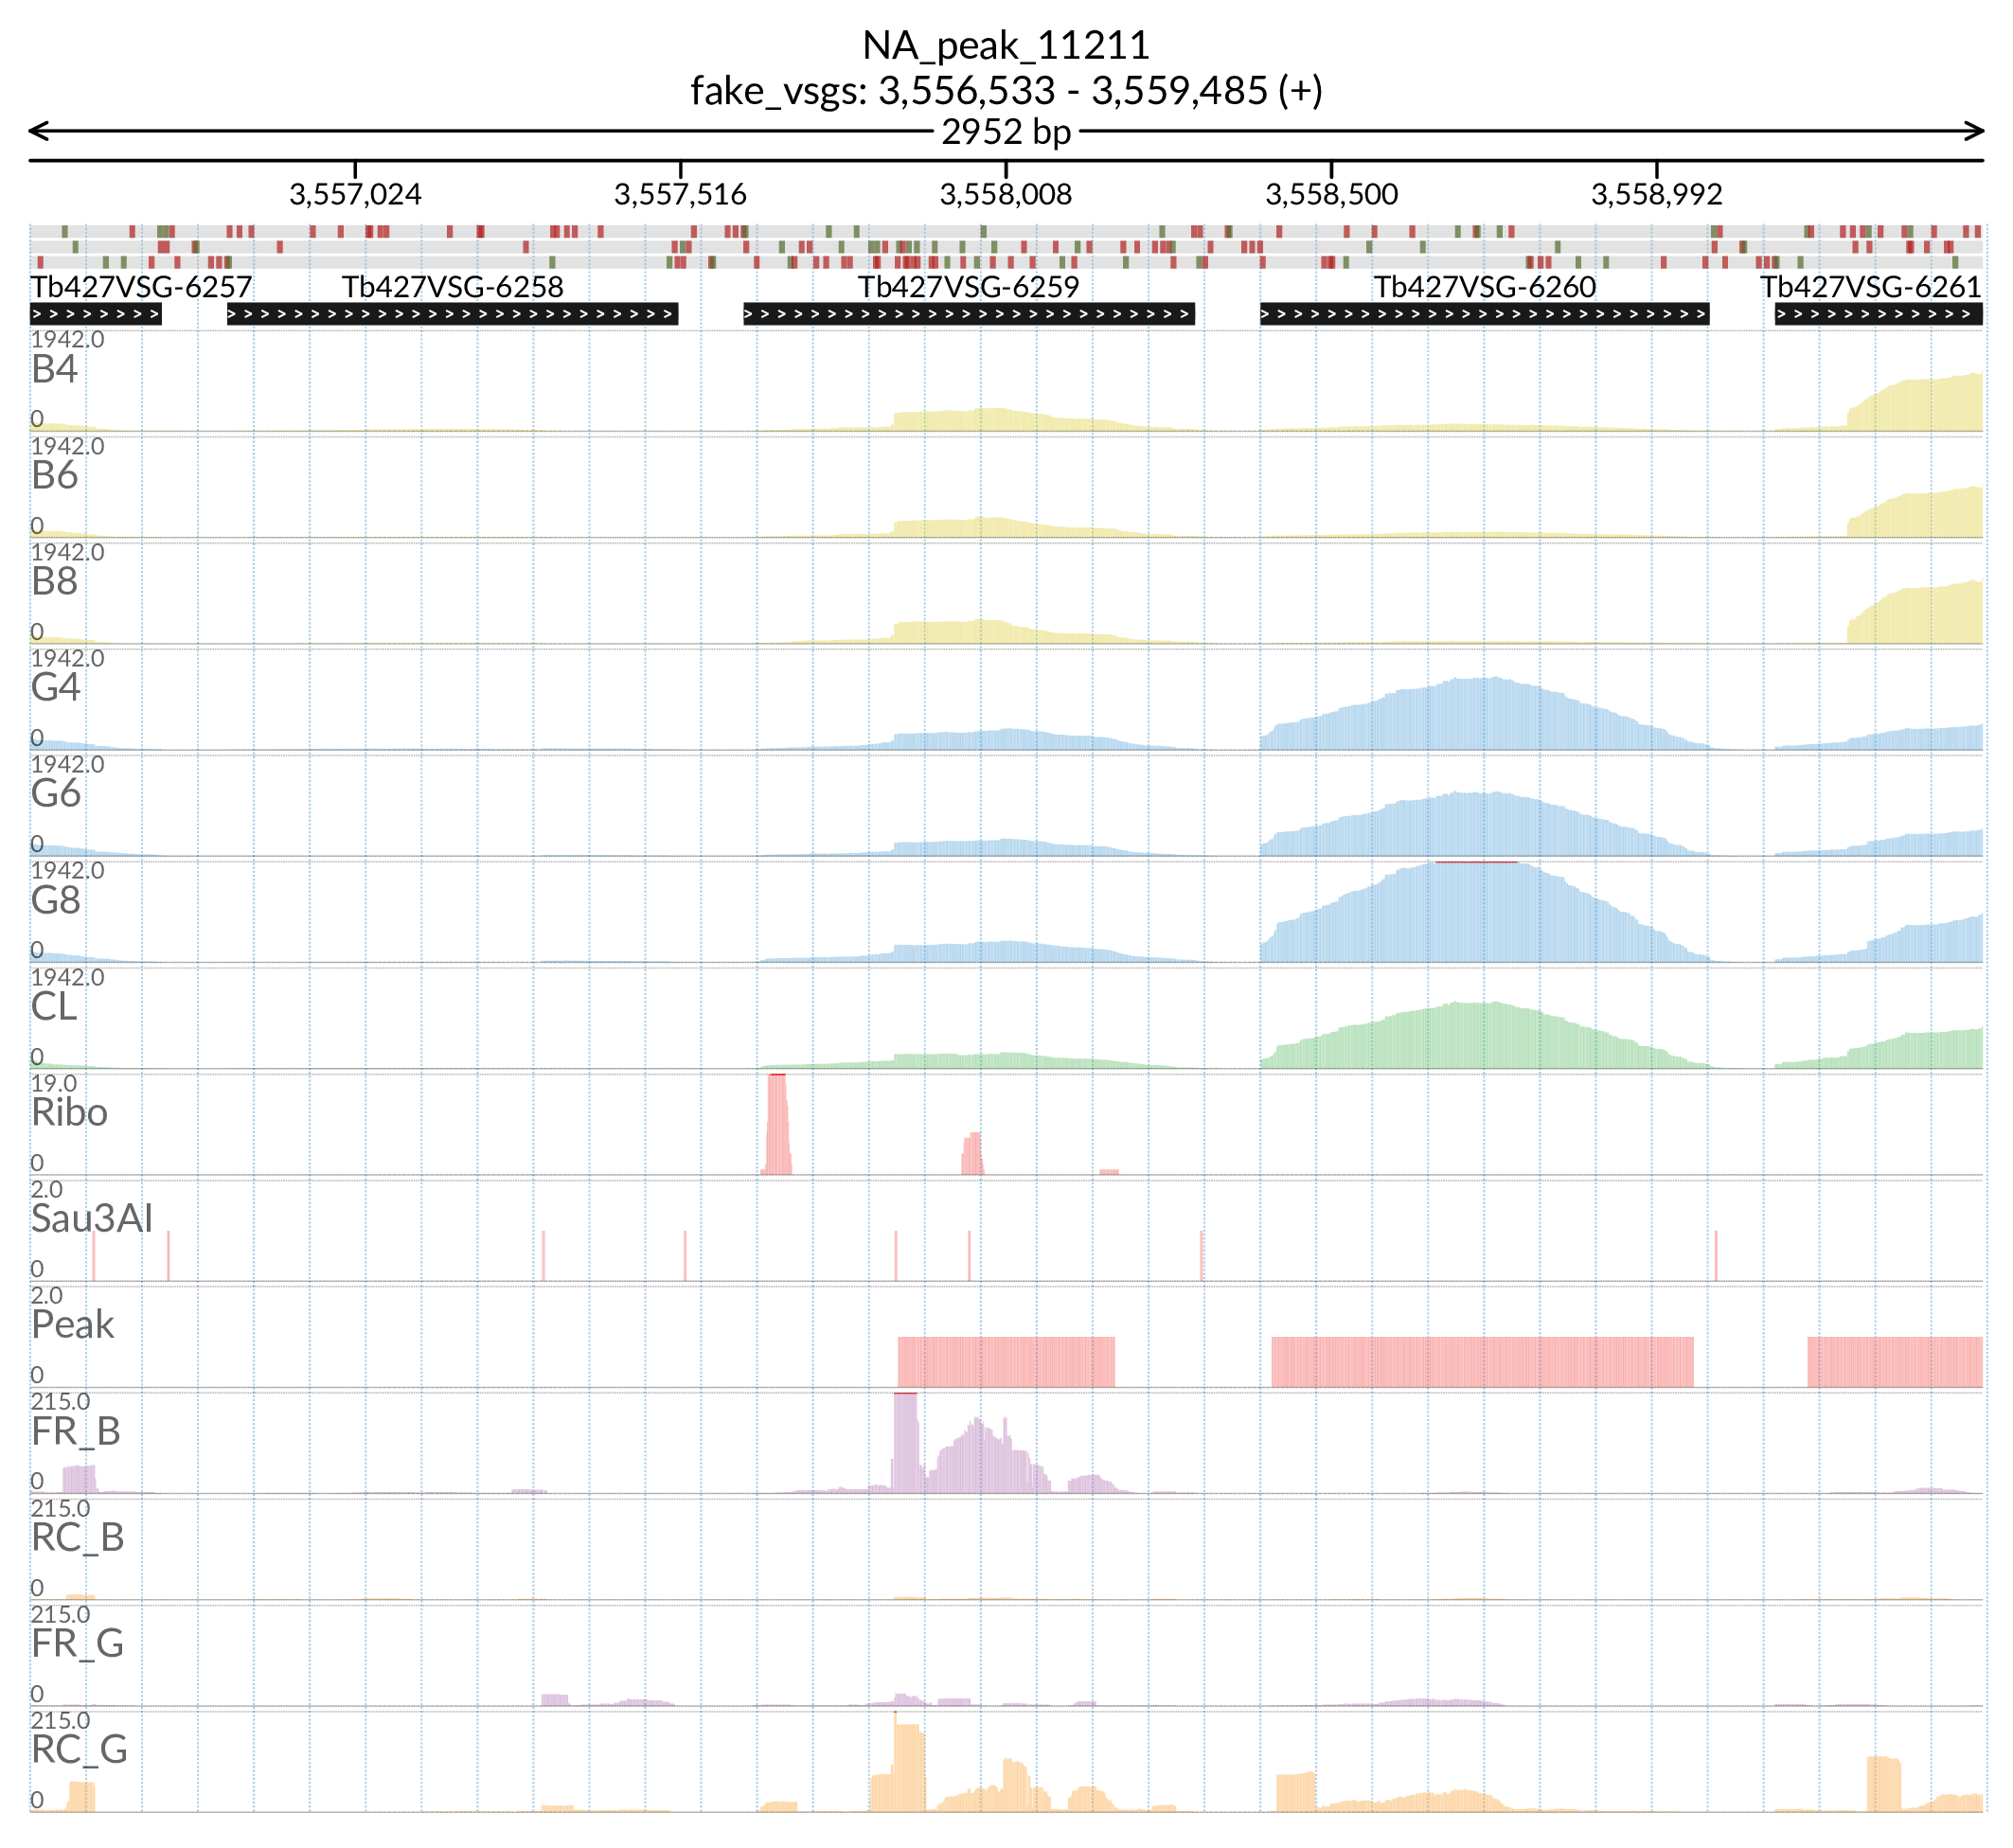 NA_peak_11211
fake_vsgs: 3,556,533 - 3,559,485 (+)
2952 bp
3,557,024 3,557,516 3,558,008 3,558,500 3,558,992
Tb427VSG-6257 Tb427VSG-6258 Tb427VSG-6259 Tb427VSG-6260 Tb427VSG-6261
1942.0
B4
0
1942.0
B6
0
1942.0
B8
0
1942.0
G4
0
1942.0
G6
0
1942.0
G8
0
1942.0
CL
0
19.0
Ribo
0
2.0
Sau3AI
0
2.0
Peak
0
215.0
FR_B
0
215.0
RC_B
0
215.0
FR_G
0
215.0
RC_G
0